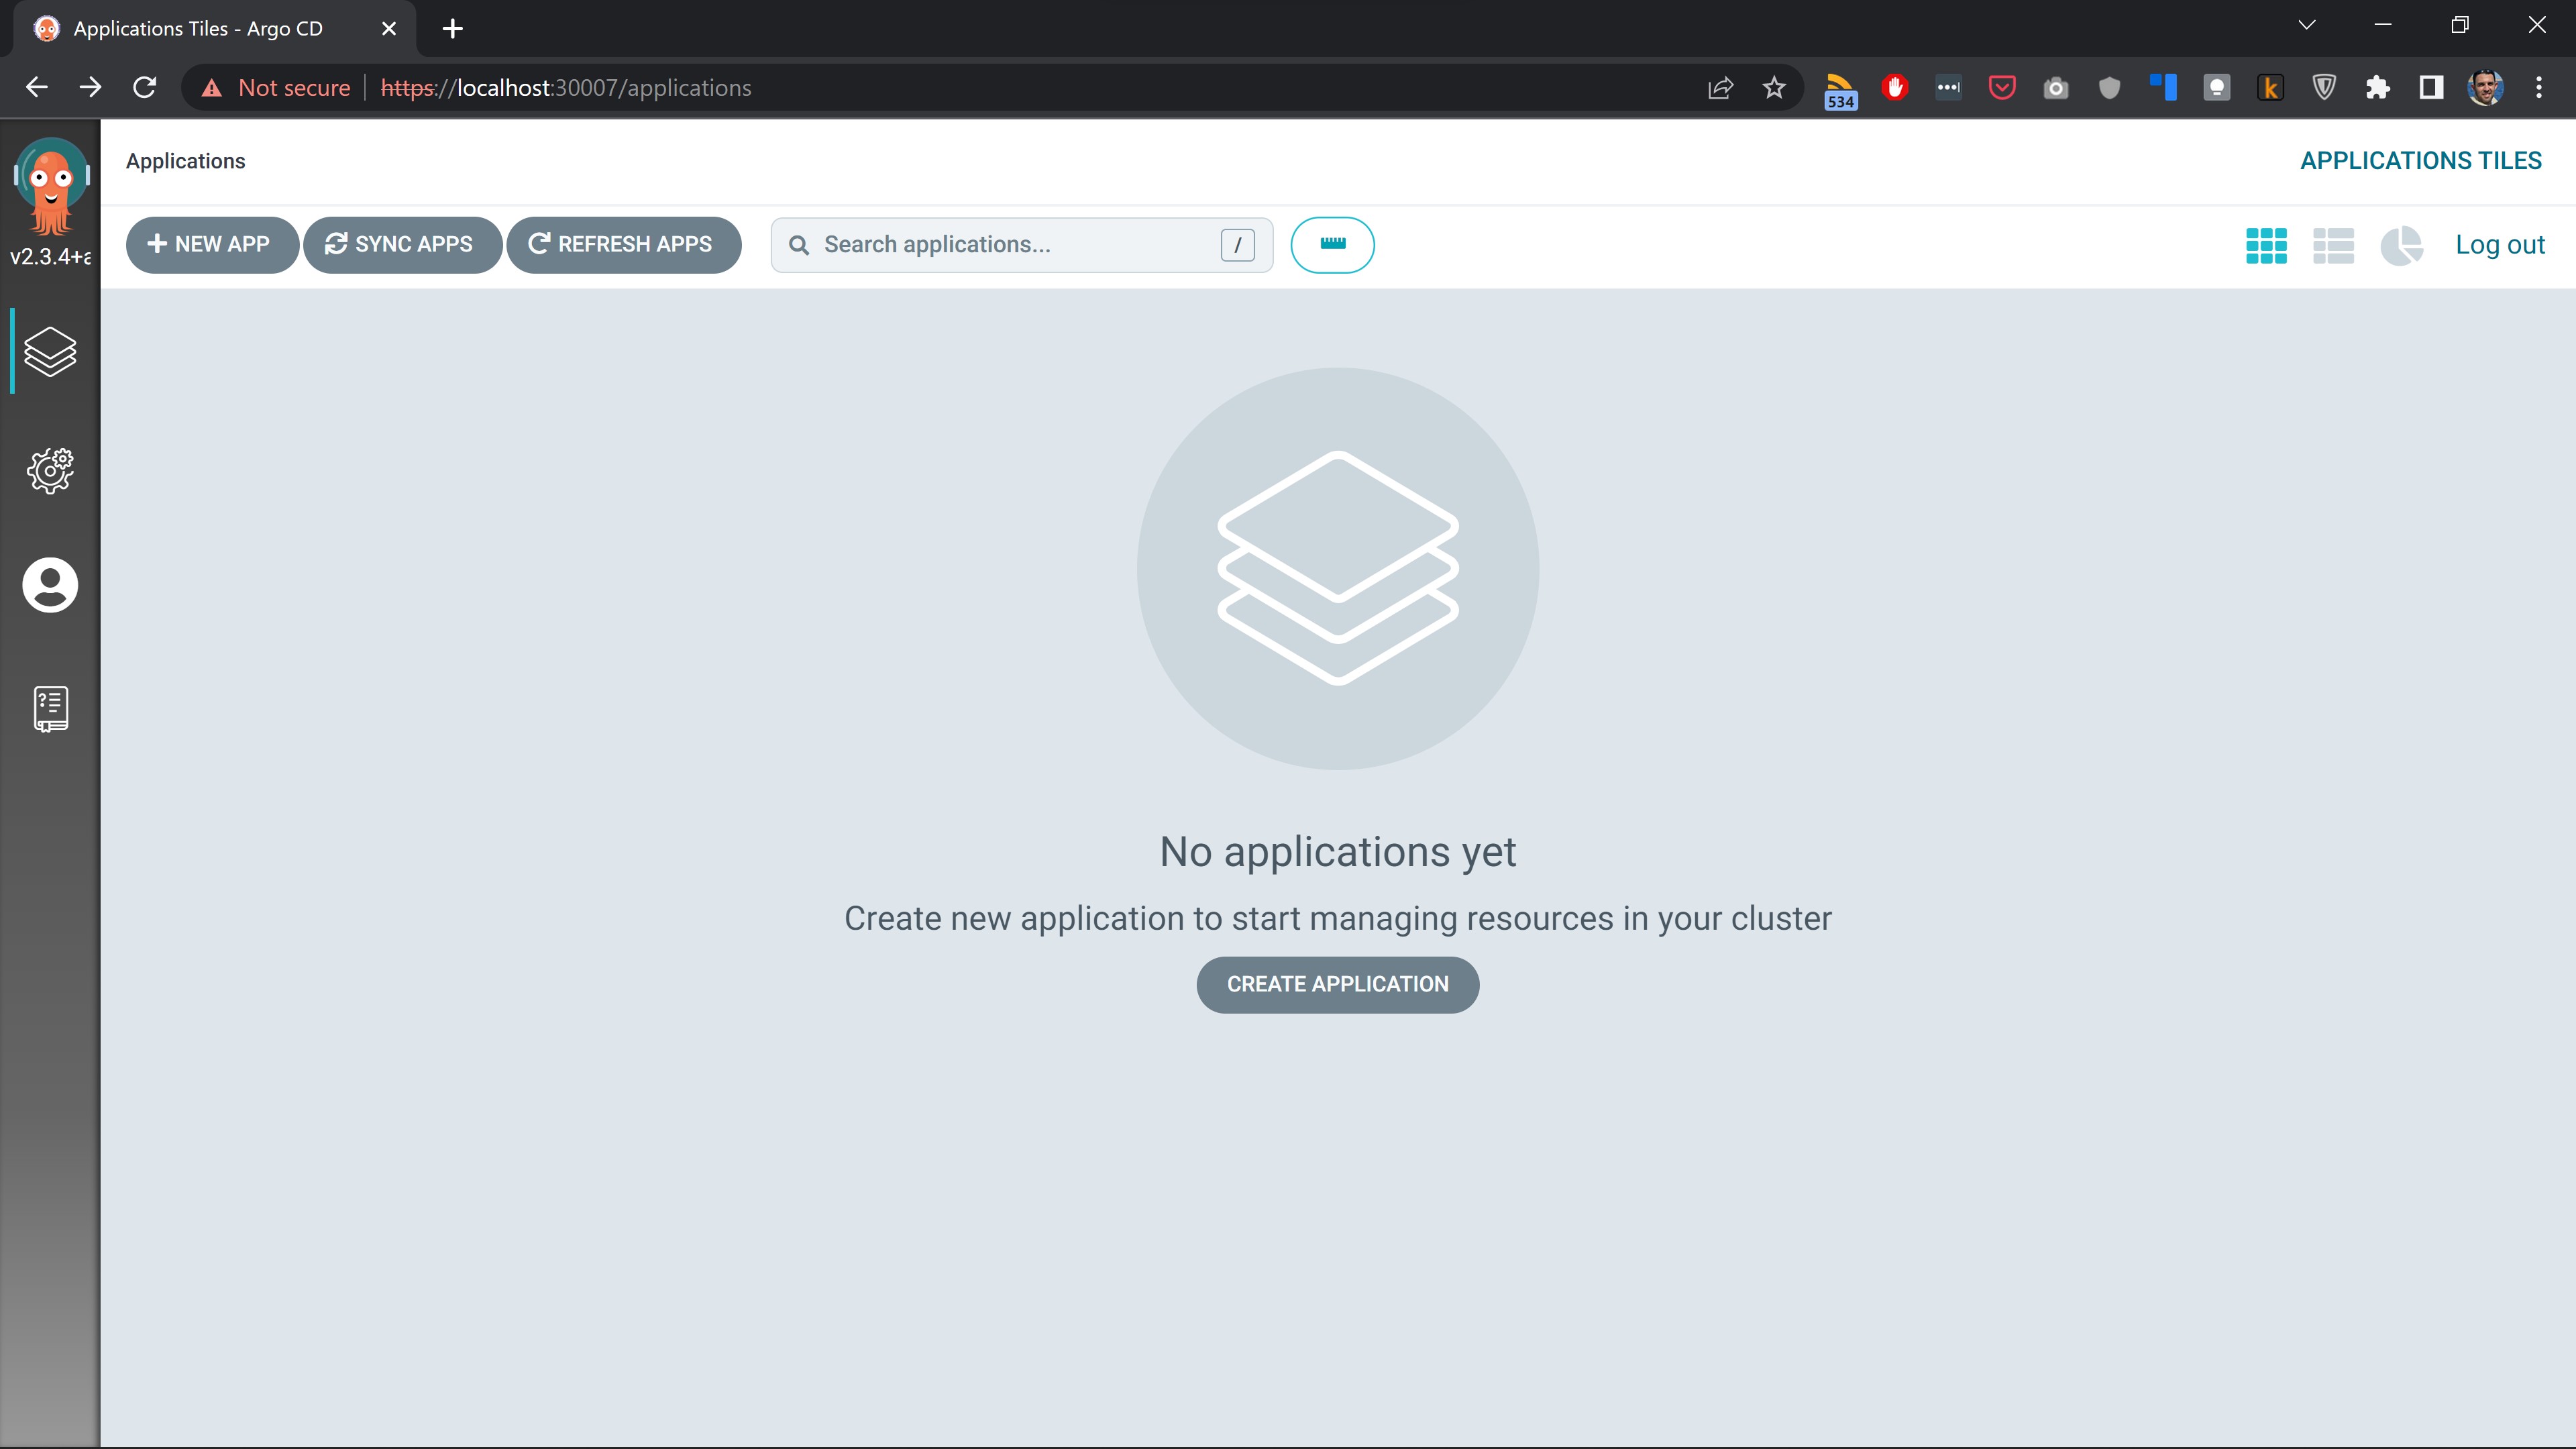 Applications Tiles - Argo CD
Not secure https://localhost:30007/applications
534
k
v2.3.4+a
Applications
APPLICATIONS TILES
NEW APP
SYNC APPS
REFRESH APPS
Search applications...
/
Log out
No applications yet
Create new application to start managing resources in your cluster
CREATE APPLICATION